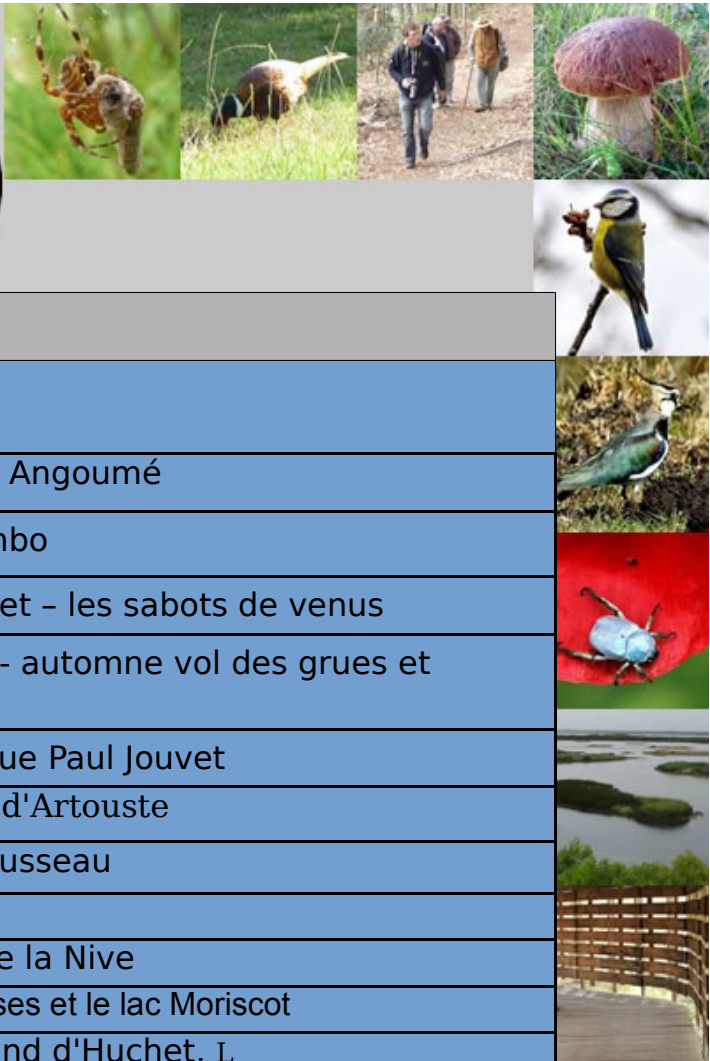 Angoumé
mbo
et – les sabots de venus
- automne vol des grues et
ue Paul Jouvet
d'Artouste
usseau
e la Nive
ses et le lac Moriscot
nd d'Huchet. L